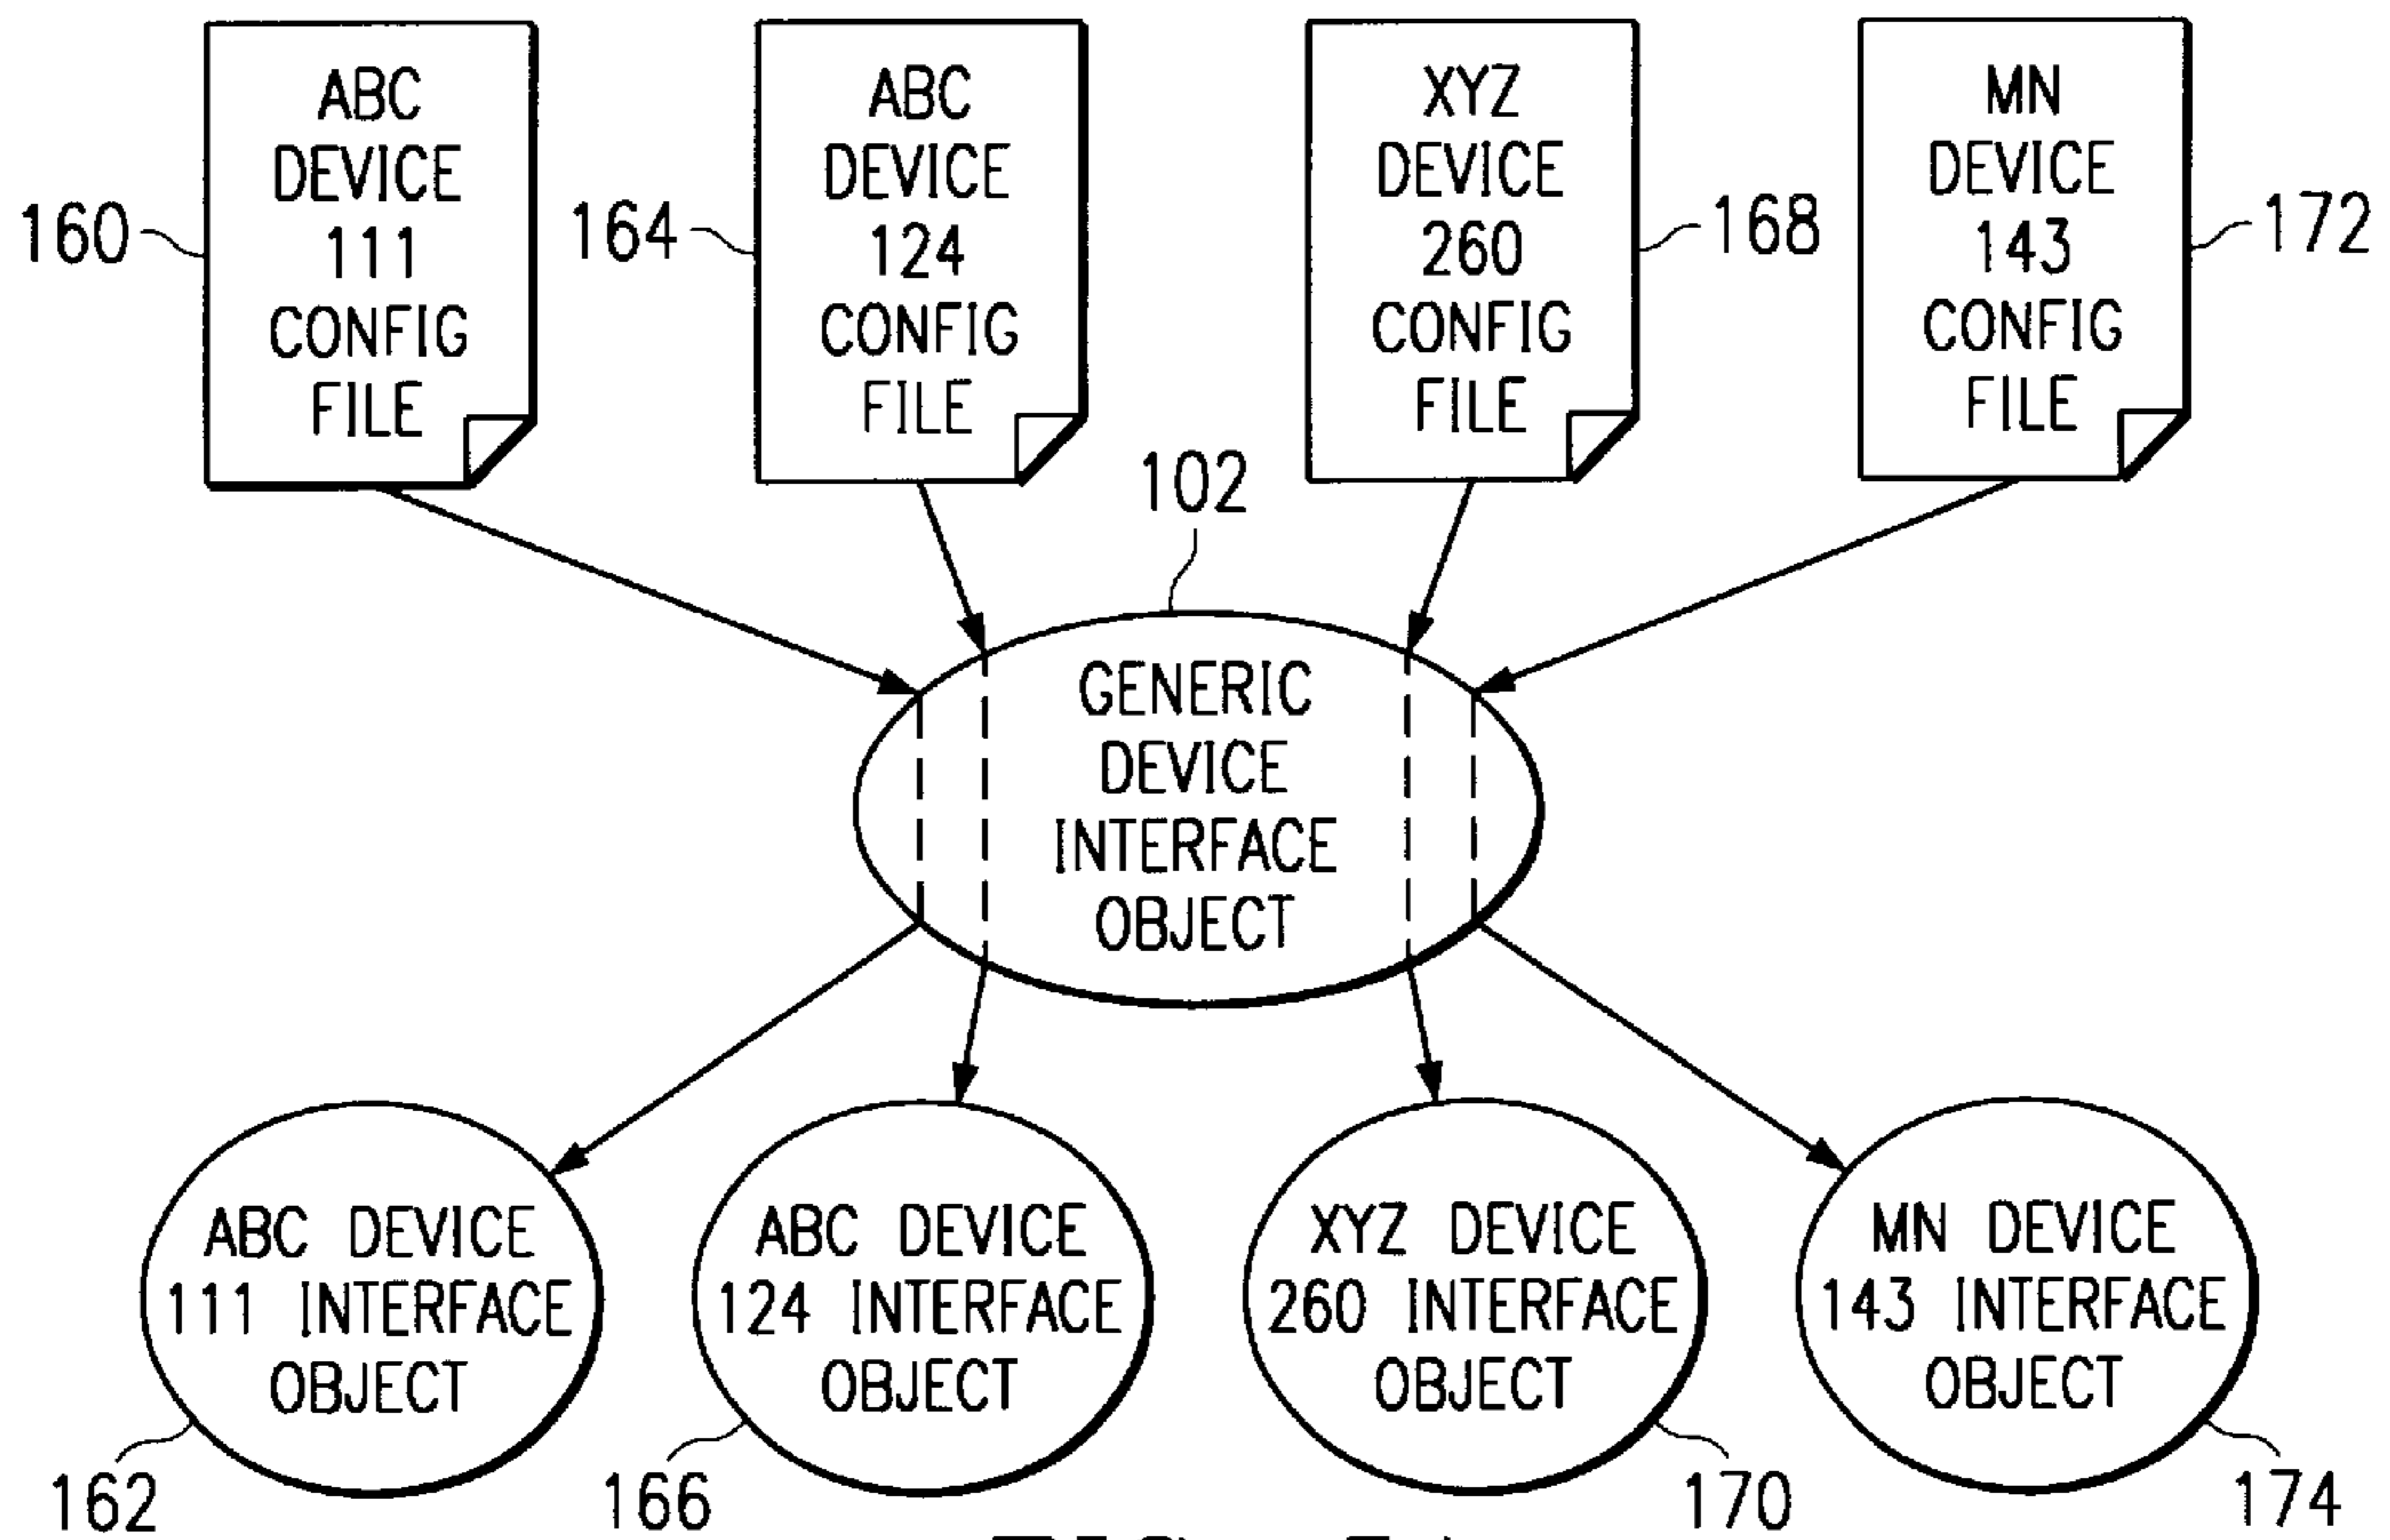 ABC
DEVICE
111
CONFIG
FILE
160
ABC
DEVICE
124
CONFIG
FILE
164
XYZ
DEVICE
260
CONFIG
FILE
168
MN
DEVICE
143
CONFIG
FILE
172
102
GENERIC
DEVICE
INTERFACE
OBJECT
ABC DEVICE
111 INTERFACE
OBJECT
162
ABC DEVICE
124 INTERFACE
OBJECT
166
XYZ DEVICE
260 INTERFACE
OBJECT
170
MN DEVICE
143 INTERFACE
OBJECT
174